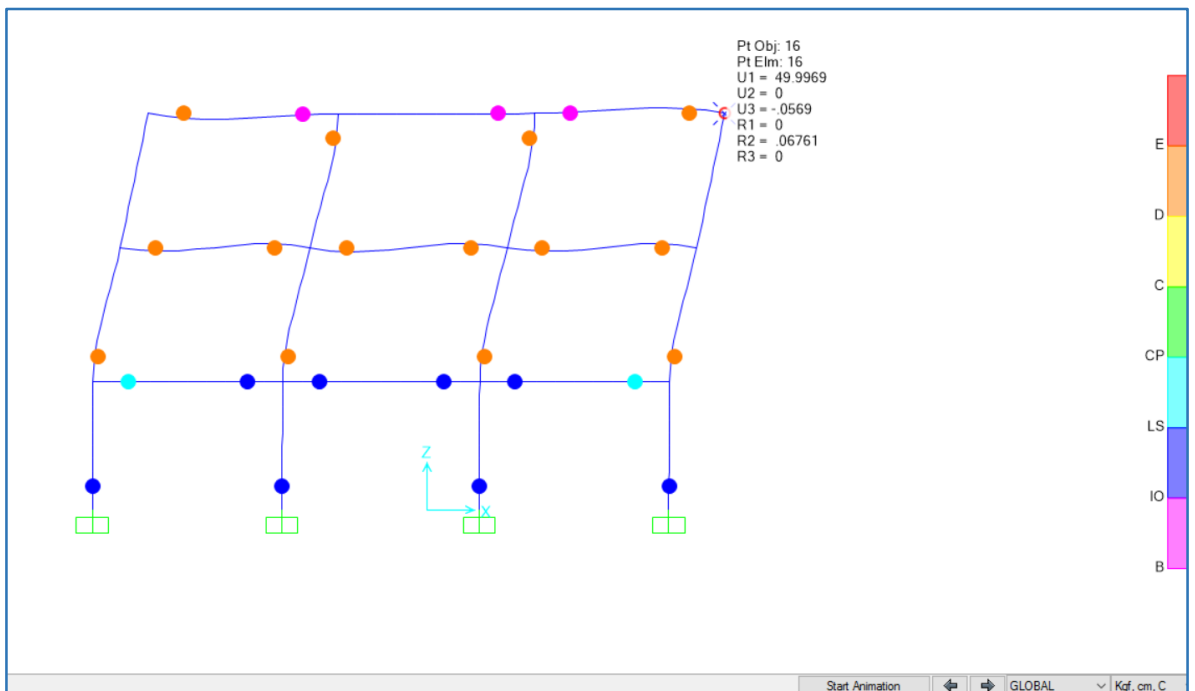 Pt Obj: 16
Pt Elm: 16
U1 = 49.9969
U2 = 0
U3 = -.0569
R1 = 0
R2 = .06761
R3 = 0
E
D
C
CP
LS
IO
B
Z
X
Start Animation
GLOBAL
Kgf, cm, C